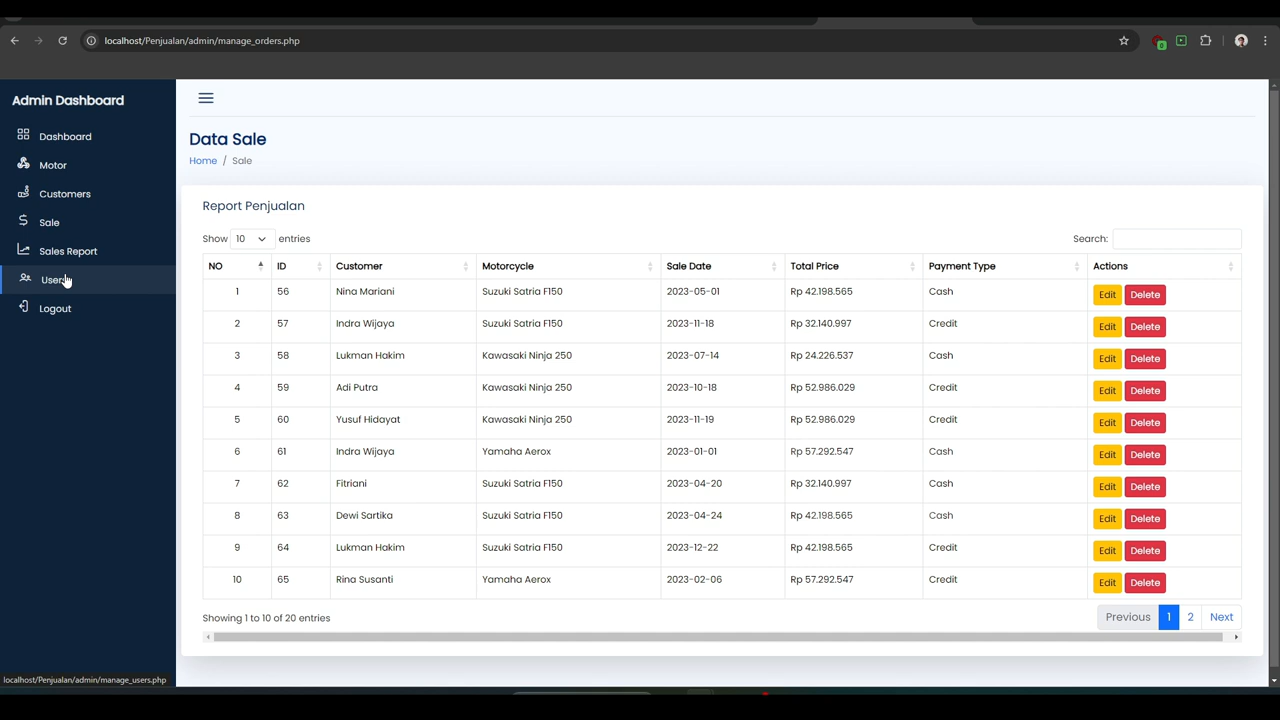 localhost/Penjualan/admin/manage_orders.php
Admin Dashboard
Dashboard
Motor
Customers
Sale
Sales Report
Users
Logout
Data Sale
Home / Sale
Report Penjualan
Show 10 entries
Search:
NO ID Customer Motorcycle Sale Date Total Price Payment Type Actions
1 56 Nina Mariani Suzuki Satria F150 2023-05-01 Rp 42.198.565 Cash Edit Delete
2 57 Indra Wijaya Suzuki Satria F150 2023-11-18 Rp 32.140.997 Credit Edit Delete
3 58 Lukman Hakim Kawasaki Ninja 250 2023-07-14 Rp 24.226.537 Cash Edit Delete
4 59 Adi Putra Kawasaki Ninja 250 2023-10-18 Rp 52.986.029 Credit Edit Delete
5 60 Yusuf Hidayat Kawasaki Ninja 250 2023-11-19 Rp 52.986.029 Credit Edit Delete
6 61 Indra Wijaya Yamaha Aerox 2023-01-01 Rp 57.292.547 Cash Edit Delete
7 62 Fitriani Suzuki Satria F150 2023-04-20 Rp 32.140.997 Cash Edit Delete
8 63 Dewi Sartika Suzuki Satria F150 2023-04-24 Rp 42.198.565 Cash Edit Delete
9 64 Lukman Hakim Suzuki Satria F150 2023-12-22 Rp 42.198.565 Credit Edit Delete
10 65 Rina Susanti Yamaha Aerox 2023-02-06 Rp 57.292.547 Credit Edit Delete
Showing 1 to 10 of 20 entries
Previous 1 2 Next
localhost/Penjualan/admin/manage_users.php